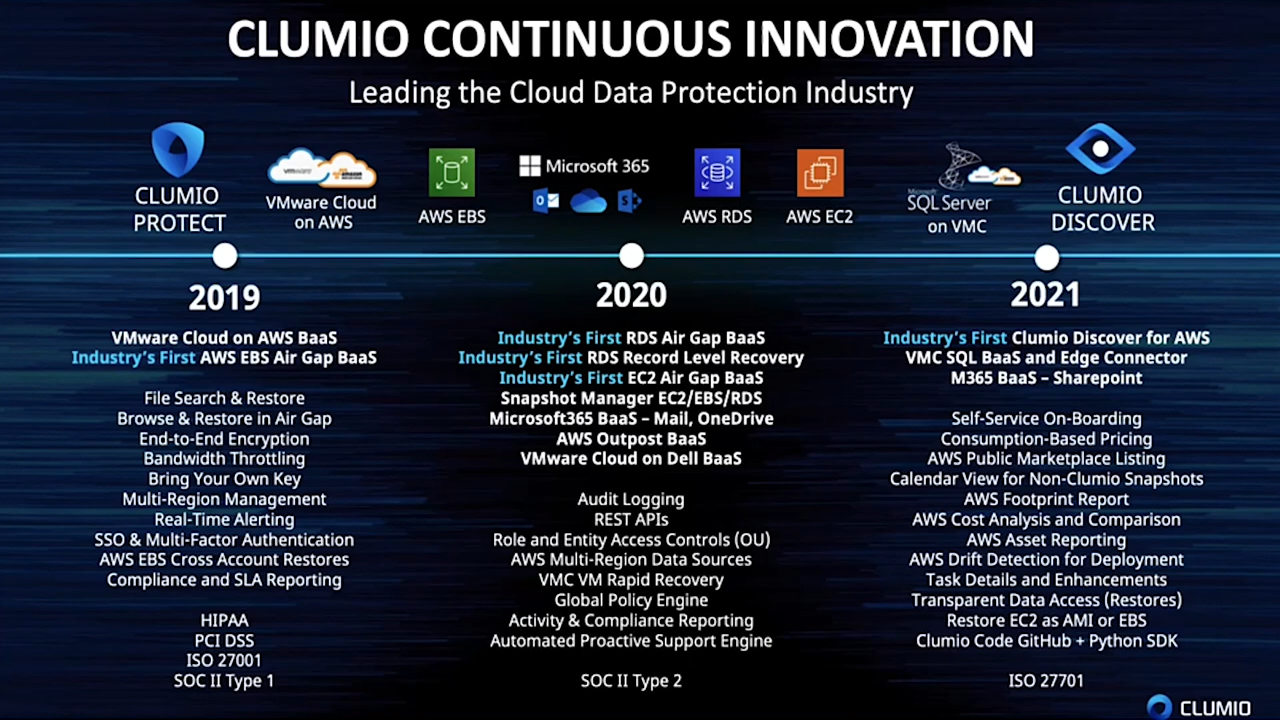 CLUMIO CONTINUOUS INNOVATION
Leading the Cloud Data Protection Industry
CLUMIO
PROTECT
vmware
amazon
VMware Cloud
on AWS
AWS EBS
Microsoft 365
AWS RDS
AWS EC2
Microsoft
SQL Server
on VMC
CLUMIO
DISCOVER
2019
VMware Cloud on AWS BaaS
Industry's First AWS EBS Air Gap BaaS
File Search & Restore
Browse & Restore in Air Gap
End-to-End Encryption
Bandwidth Throttling
Bring Your Own Key
Multi-Region Management
Real-Time Alerting
SSO & Multi-Factor Authentication
AWS EBS Cross Account Restores
Compliance and SLA Reporting
HIPAA
PCI DSS
ISO 27001
SOC II Type 1
2020
Industry's First RDS Air Gap BaaS
Industry's First RDS Record Level Recovery
Industry's First EC2 Air Gap BaaS
Snapshot Manager EC2/EBS/RDS
Microsoft365 BaaS – Mail, OneDrive
AWS Outpost BaaS
VMware Cloud on Dell BaaS
Audit Logging
REST APIs
Role and Entity Access Controls (OU)
AWS Multi-Region Data Sources
VMC VM Rapid Recovery
Global Policy Engine
Activity & Compliance Reporting
Automated Proactive Support Engine
SOC II Type 2
2021
Industry's First Clumio Discover for AWS
VMC SQL BaaS and Edge Connector
M365 BaaS – Sharepoint
Self-Service On-Boarding
Consumption-Based Pricing
AWS Public Marketplace Listing
Calendar View for Non-Clumio Snapshots
AWS Footprint Report
AWS Cost Analysis and Comparison
AWS Asset Reporting
AWS Drift Detection for Deployment
Task Details and Enhancements
Transparent Data Access (Restores)
Restore EC2 as AMI or EBS
Clumio Code GitHub + Python SDK
ISO 27701
CLUMIO